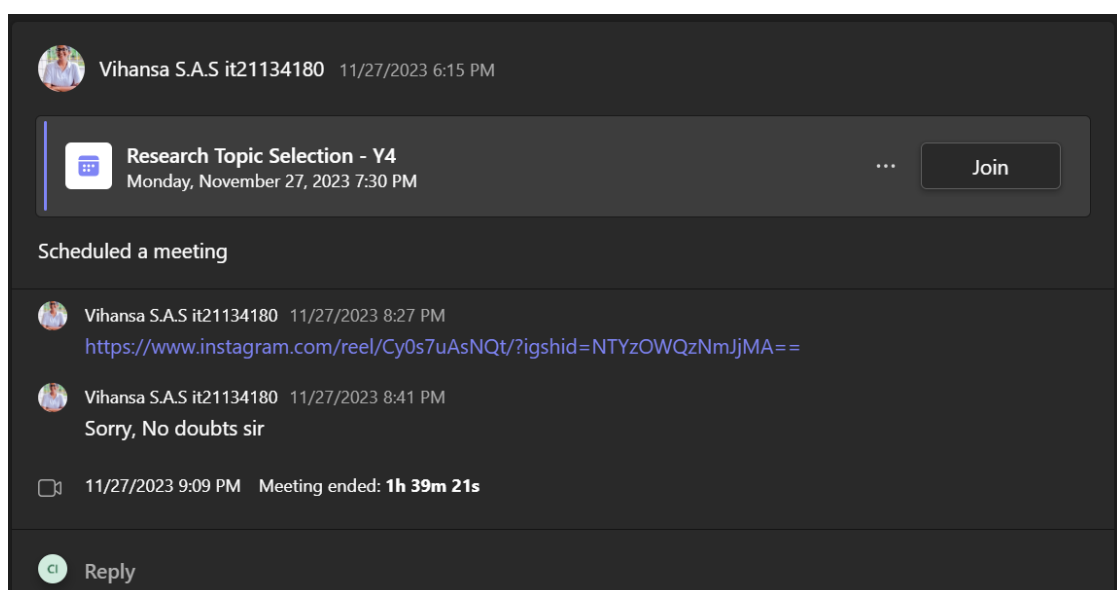 Vihansa S.A.S it21134180 11/27/2023 6:15 PM
Research Topic Selection - Y4
Monday, November 27, 2023 7:30 PM
... Join
Scheduled a meeting
Vihansa S.A.S it21134180 11/27/2023 8:27 PM
https://www.instagram.com/reel/Cy0s7uAsNQt/?igshid=NTYzOWQzNmJjMA==
Vihansa S.A.S it21134180 11/27/2023 8:41 PM
Sorry, No doubts sir
11/27/2023 9:09 PM Meeting ended: 1h 39m 21s
CI Reply